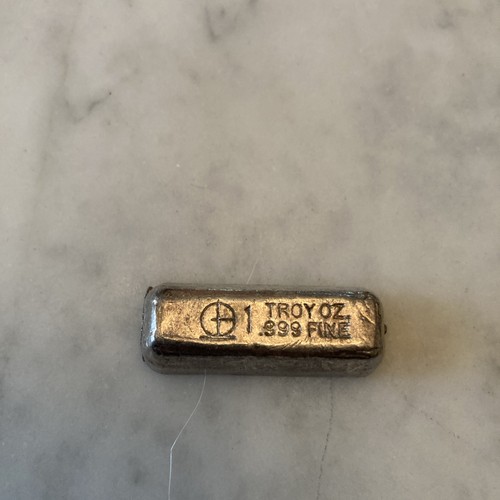 1 TROY OZ.
.999 FINE